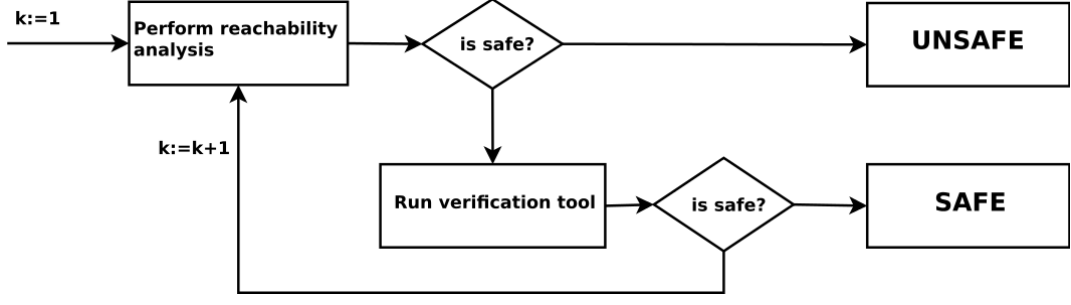 k:=1
Perform reachability
analysis
is safe?
UNSAFE
k:=k+1
Run verification tool
is safe?
SAFE